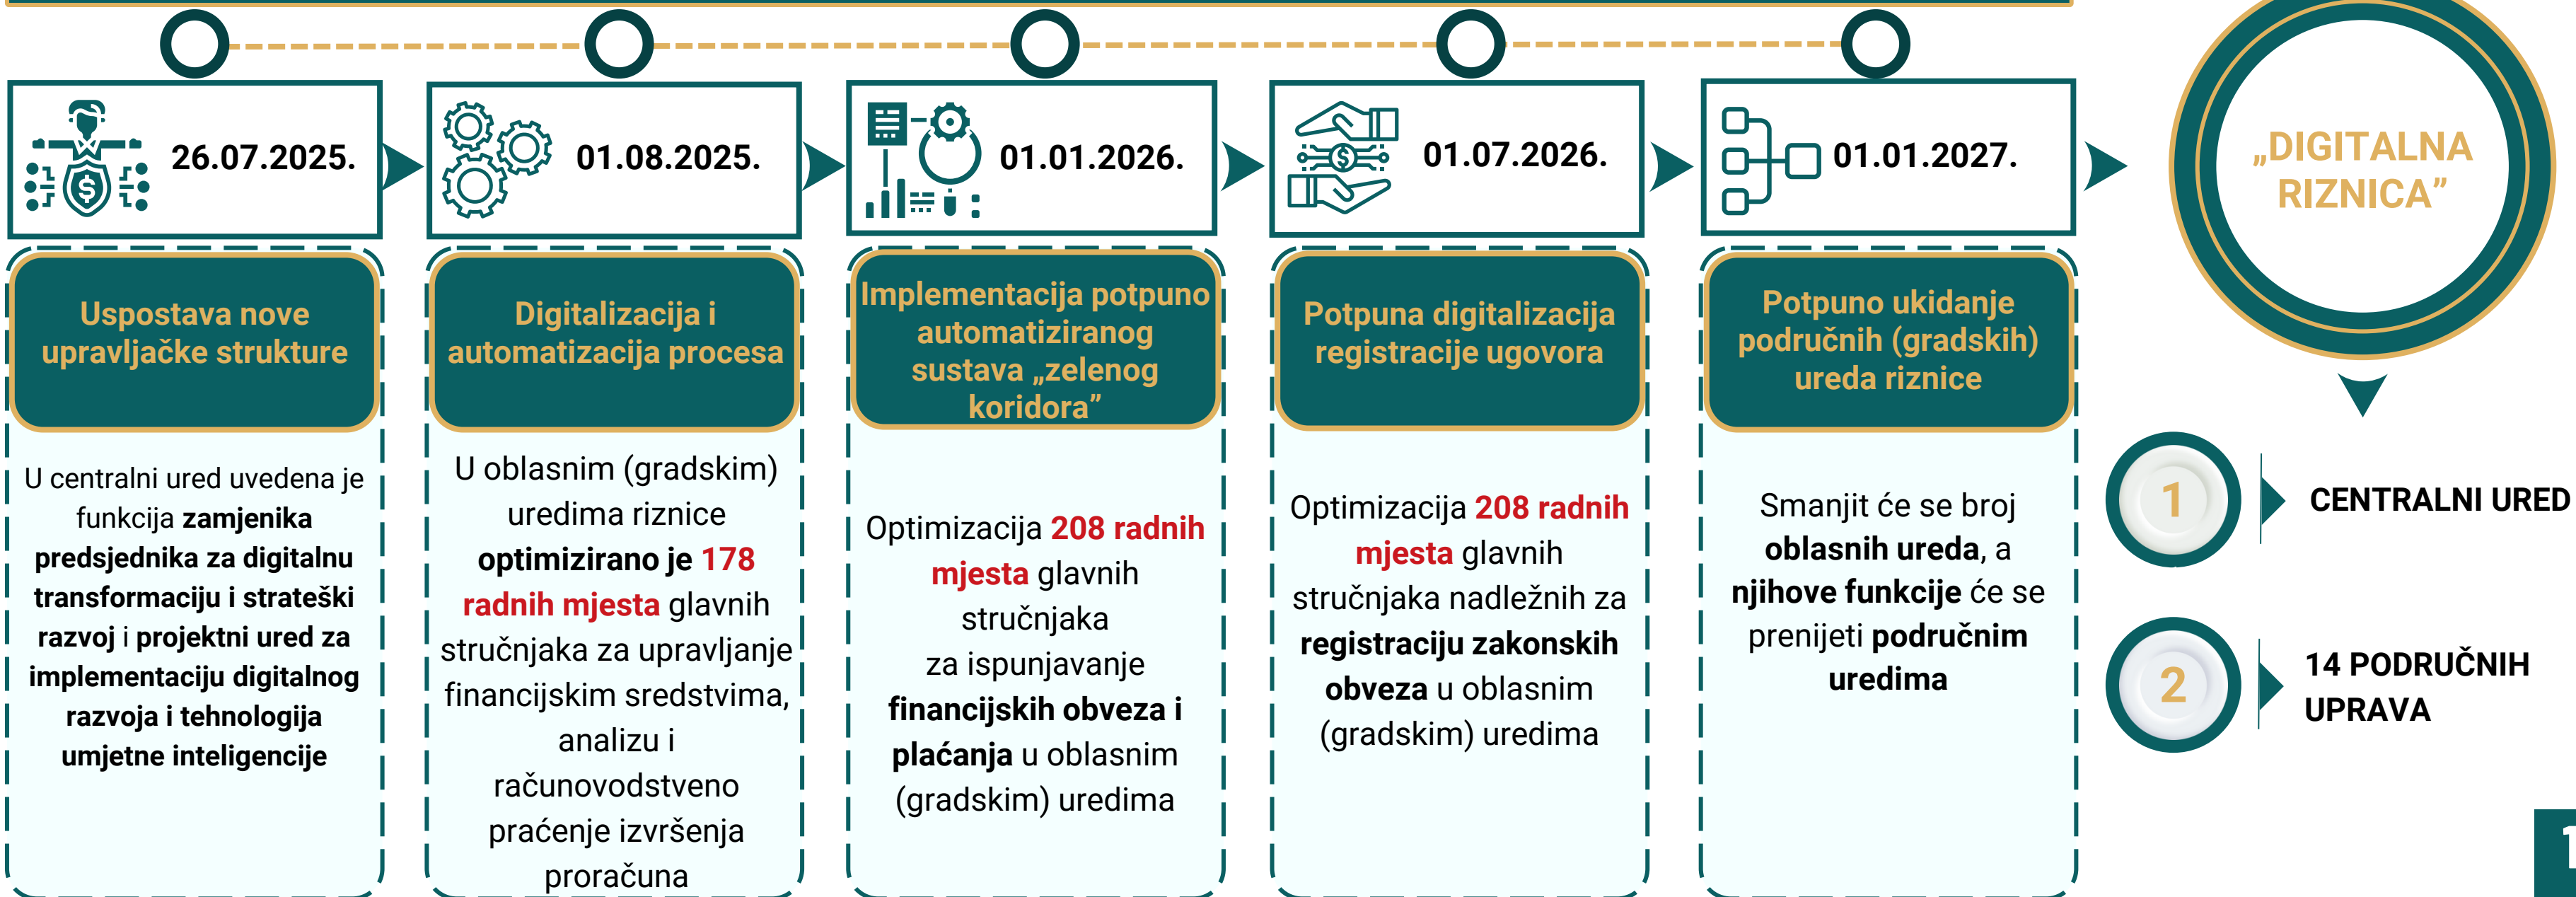 26.07.2025.
Uspostava nove
upravljačke strukture
U centralni ured uvedena je
funkcija zamjenika
predsjednika za digitalnu
transformaciju i strateški
razvoj i projektni ured za
implementaciju digitalnog
razvoja i tehnologija
umjetne inteligencije
01.08.2025.
Digitalizacija i
automatizacija procesa
U oblasnim (gradskim)
uredima riznice
optimizirano je 178
radnih mjesta glavnih
stručnjaka za upravljanje
financijskim sredstvima,
analizu i
računovodstveno
praćenje izvršenja
proračuna
01.01.2026.
Implementacija potpuno
automatiziranog
sustava „zelenog
koridora”
Optimizacija 208 radnih
mjesta glavnih
stručnjaka
za ispunjavanje
financijskih obveza i
plaćanja u oblasnim
(gradskim) uredima
01.07.2026.
Potpuna digitalizacija
registracije ugovora
Optimizacija 208 radnih
mjesta glavnih
stručnjaka nadležnih za
registraciju zakonskih
obveza u oblasnim
(gradskim) uredima
01.01.2027.
Potpuno ukidanje
područnih (gradskih)
ureda riznice
Smanjit će se broj
oblasnih ureda, a
njihove funkcije će se
prenijeti područnim
uredima
„DIGITALNA
RIZNICA”
1
CENTRALNI URED
2
14 PODRUČNIH
UPRAVA